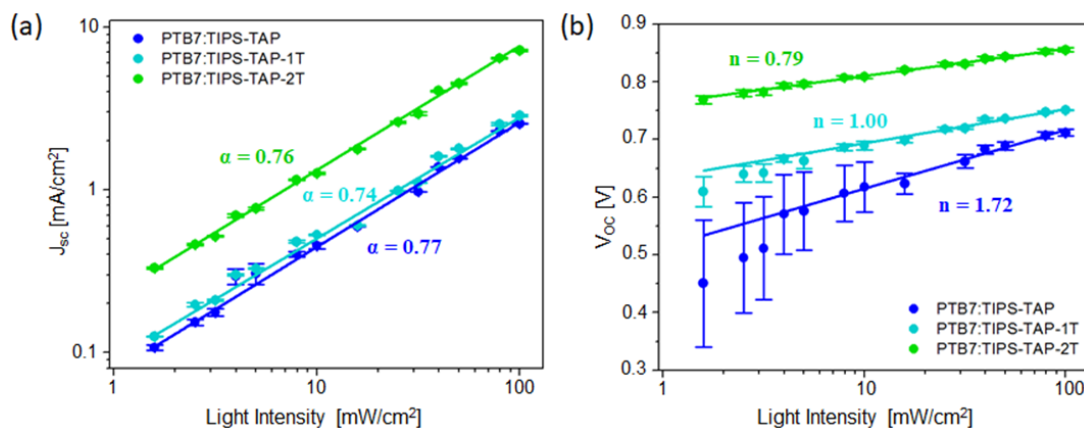 (a)
PTB7:TIPS-TAP
PTB7:TIPS-TAP-1T
PTB7:TIPS-TAP-2T
α = 0.76
α = 0.74
α = 0.77
Jsc [mA/cm²]
10
1
0.1
1
10
100
Light Intensity [mW/cm²]
(b)
n = 0.79
n = 1.00
n = 1.72
PTB7:TIPS-TAP
PTB7:TIPS-TAP-1T
PTB7:TIPS-TAP-2T
VOC [V]
0.9
0.8
0.7
0.6
0.5
0.4
0.3
1
10
100
Light Intensity [mW/cm²]